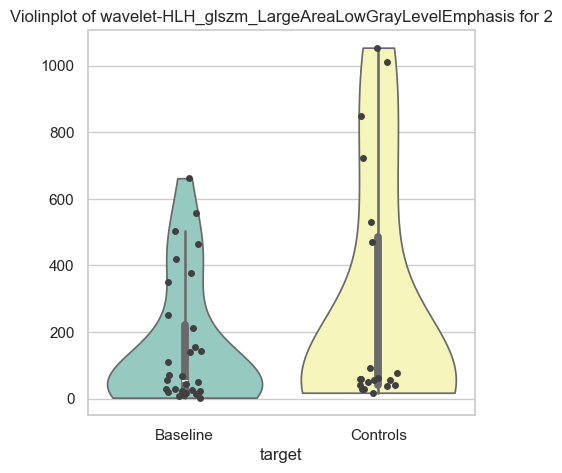 Violinplot of wavelet-HLH_glszm_LargeAreaLowGrayLevelEmphasis for 2
1000
800
600
400
200
0
Baseline Controls
target